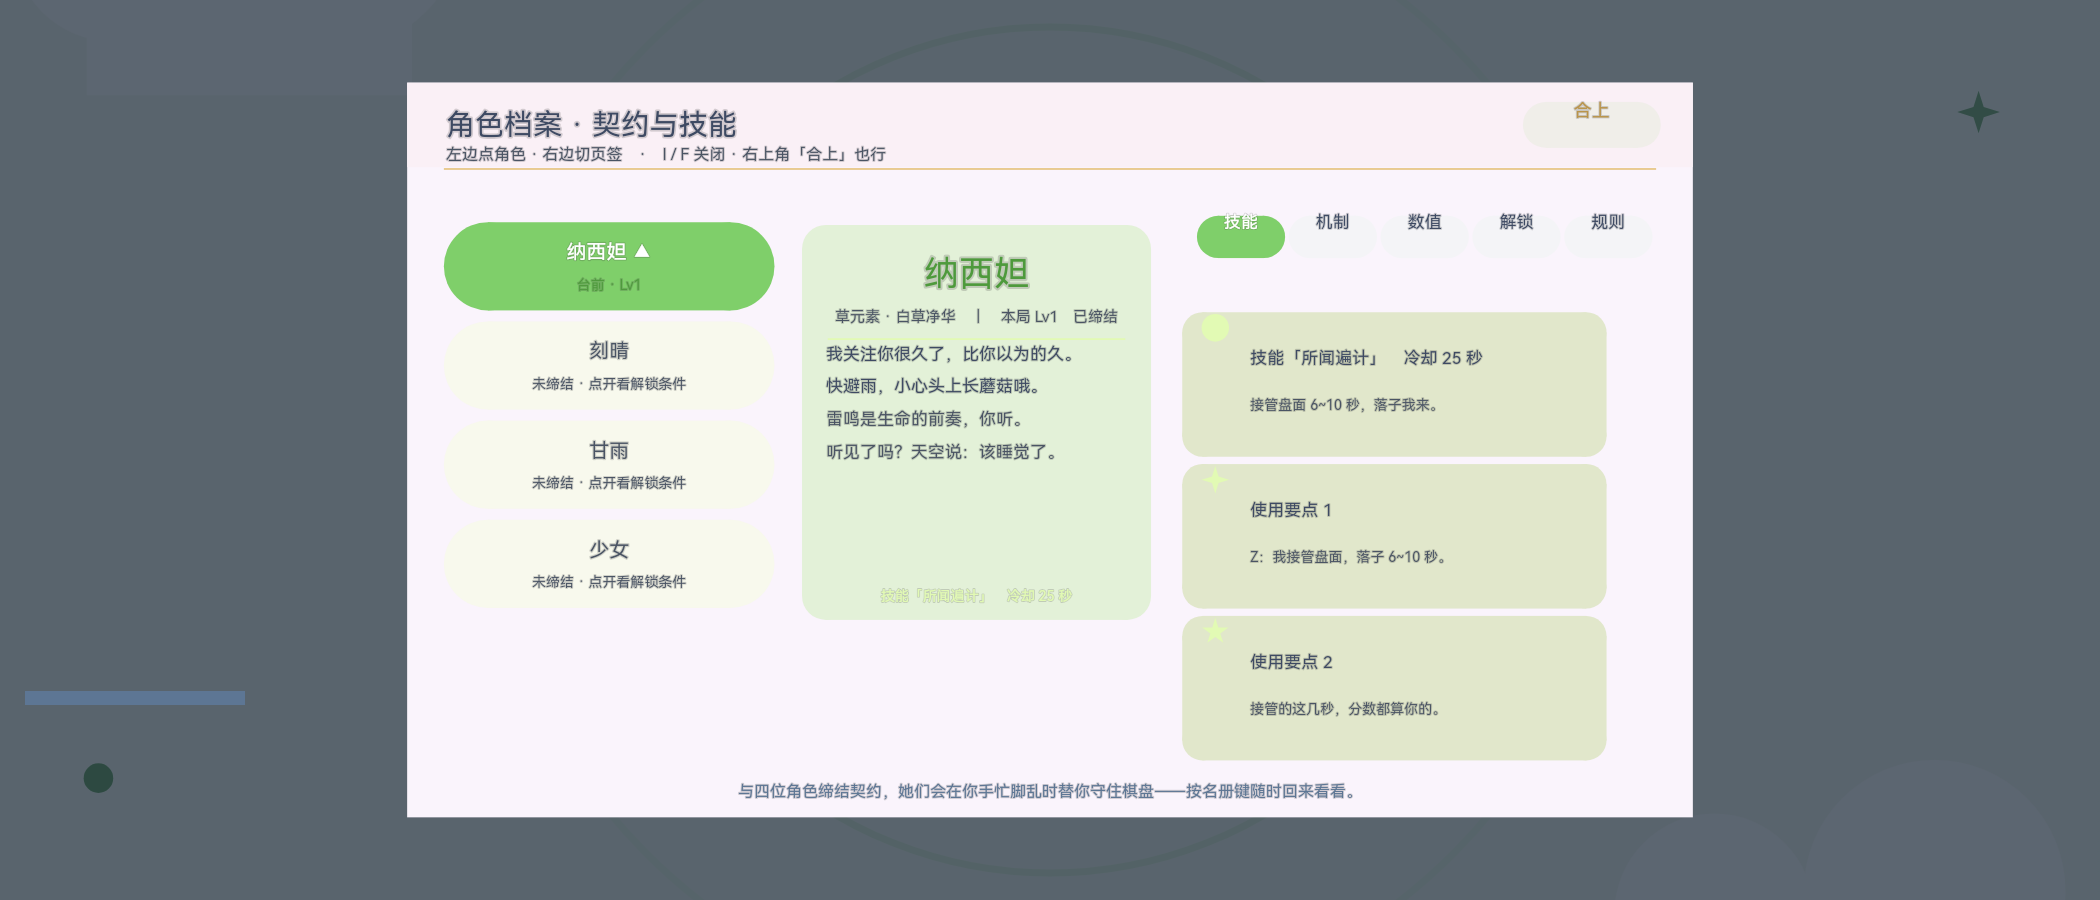 角色档案 · 契约与技能
左边点角色 · 右边切页签 · I / F 关闭 · 右上角「合上」也行
合上
纳西妲 ▲
台前 · Lv1
刻晴
未缔结 · 点开看解锁条件
甘雨
未缔结 · 点开看解锁条件
少女
未缔结 · 点开看解锁条件
纳西妲
草元素 · 白草净华 | 本局 Lv1 已缔结
我关注你很久了，比你以为的久。
快避雨，小心头上长蘑菇哦。
雷鸣是生命的前奏，你听。
听见了吗？天空说：该睡觉了。
技能「所闻遍计」 冷却 25 秒
技能 机制 数值 解锁 规则
技能「所闻遍计」 冷却 25 秒
接管盘面 6~10 秒，落子我来。
使用要点 1
Z：我接管盘面，落子 6~10 秒。
使用要点 2
接管的这几秒，分数都算你的。
与四位角色缔结契约，她们会在你手忙脚乱时替你守住棋盘——按名册键随时回来看看。